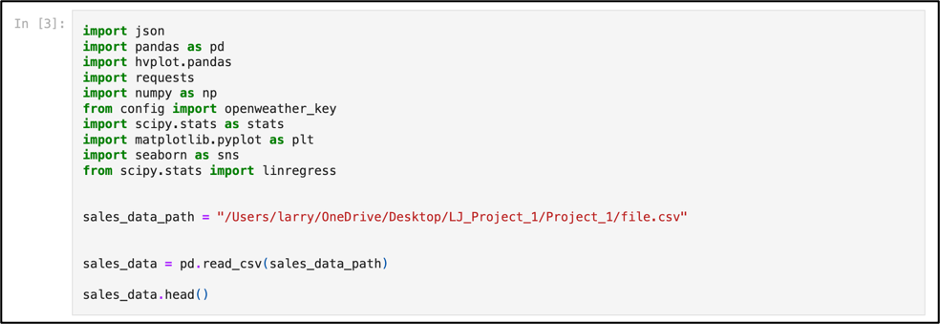 In [3]:
import json
import pandas as pd
import hvplot.pandas
import requests
import numpy as np
from config import openweather_key
import scipy.stats as stats
import matplotlib.pyplot as plt
import seaborn as sns
from scipy.stats import linregress
sales_data_path = "/Users/larry/OneDrive/Desktop/LJ_Project_1/Project_1/file.csv"
sales_data = pd.read_csv(sales_data_path)
sales_data.head()